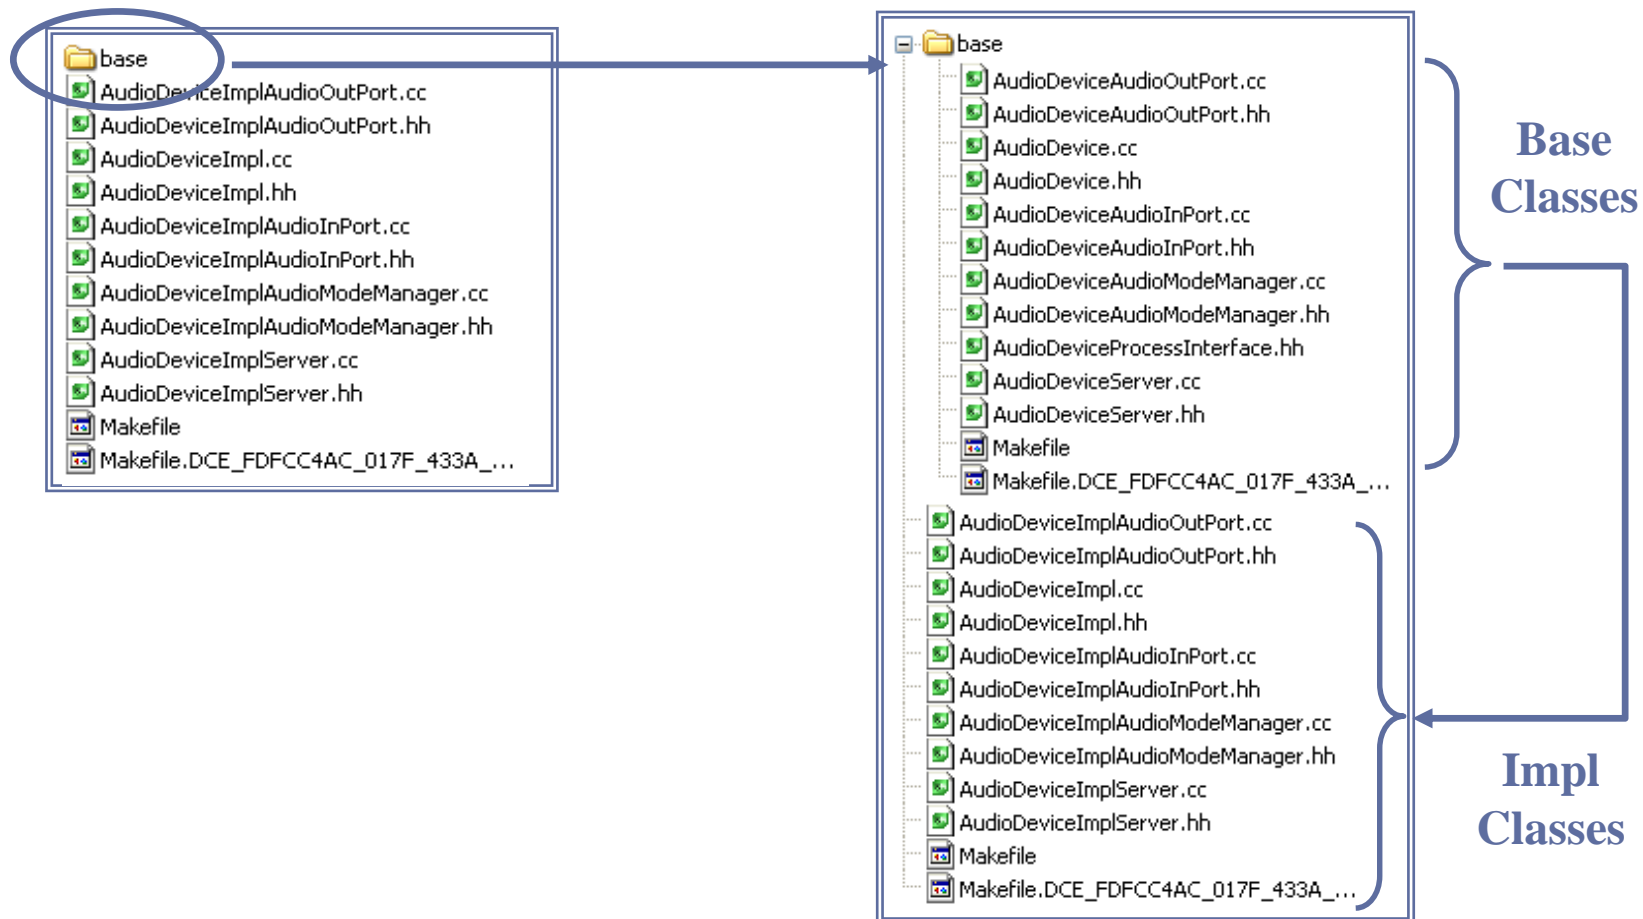 base
AudioDeviceImplAudioOutPort.cc
AudioDeviceImplAudioOutPort.hh
AudioDeviceImpl.cc
AudioDeviceImpl.hh
AudioDeviceImplAudioInPort.cc
AudioDeviceImplAudioInPort.hh
AudioDeviceImplAudioModeManager.cc
AudioDeviceImplAudioModeManager.hh
AudioDeviceImplServer.cc
AudioDeviceImplServer.hh
Makefile
Makefile.DCE_FDFCC4AC_017F_433A_...
base
AudioDeviceAudioOutPort.cc
AudioDeviceAudioOutPort.hh
AudioDevice.cc
AudioDevice.hh
AudioDeviceAudioInPort.cc
AudioDeviceAudioInPort.hh
AudioDeviceAudioModeManager.cc
AudioDeviceAudioModeManager.hh
AudioDeviceProcessInterface.hh
AudioDeviceServer.cc
AudioDeviceServer.hh
Makefile
Makefile.DCE_FDFCC4AC_017F_433A_...
AudioDeviceImplAudioOutPort.cc
AudioDeviceImplAudioOutPort.hh
AudioDeviceImpl.cc
AudioDeviceImpl.hh
AudioDeviceImplAudioInPort.cc
AudioDeviceImplAudioInPort.hh
AudioDeviceImplAudioModeManager.cc
AudioDeviceImplAudioModeManager.hh
AudioDeviceImplServer.cc
AudioDeviceImplServer.hh
Makefile
Makefile.DCE_FDFCC4AC_017F_433A_...
Base
Classes
Impl
Classes